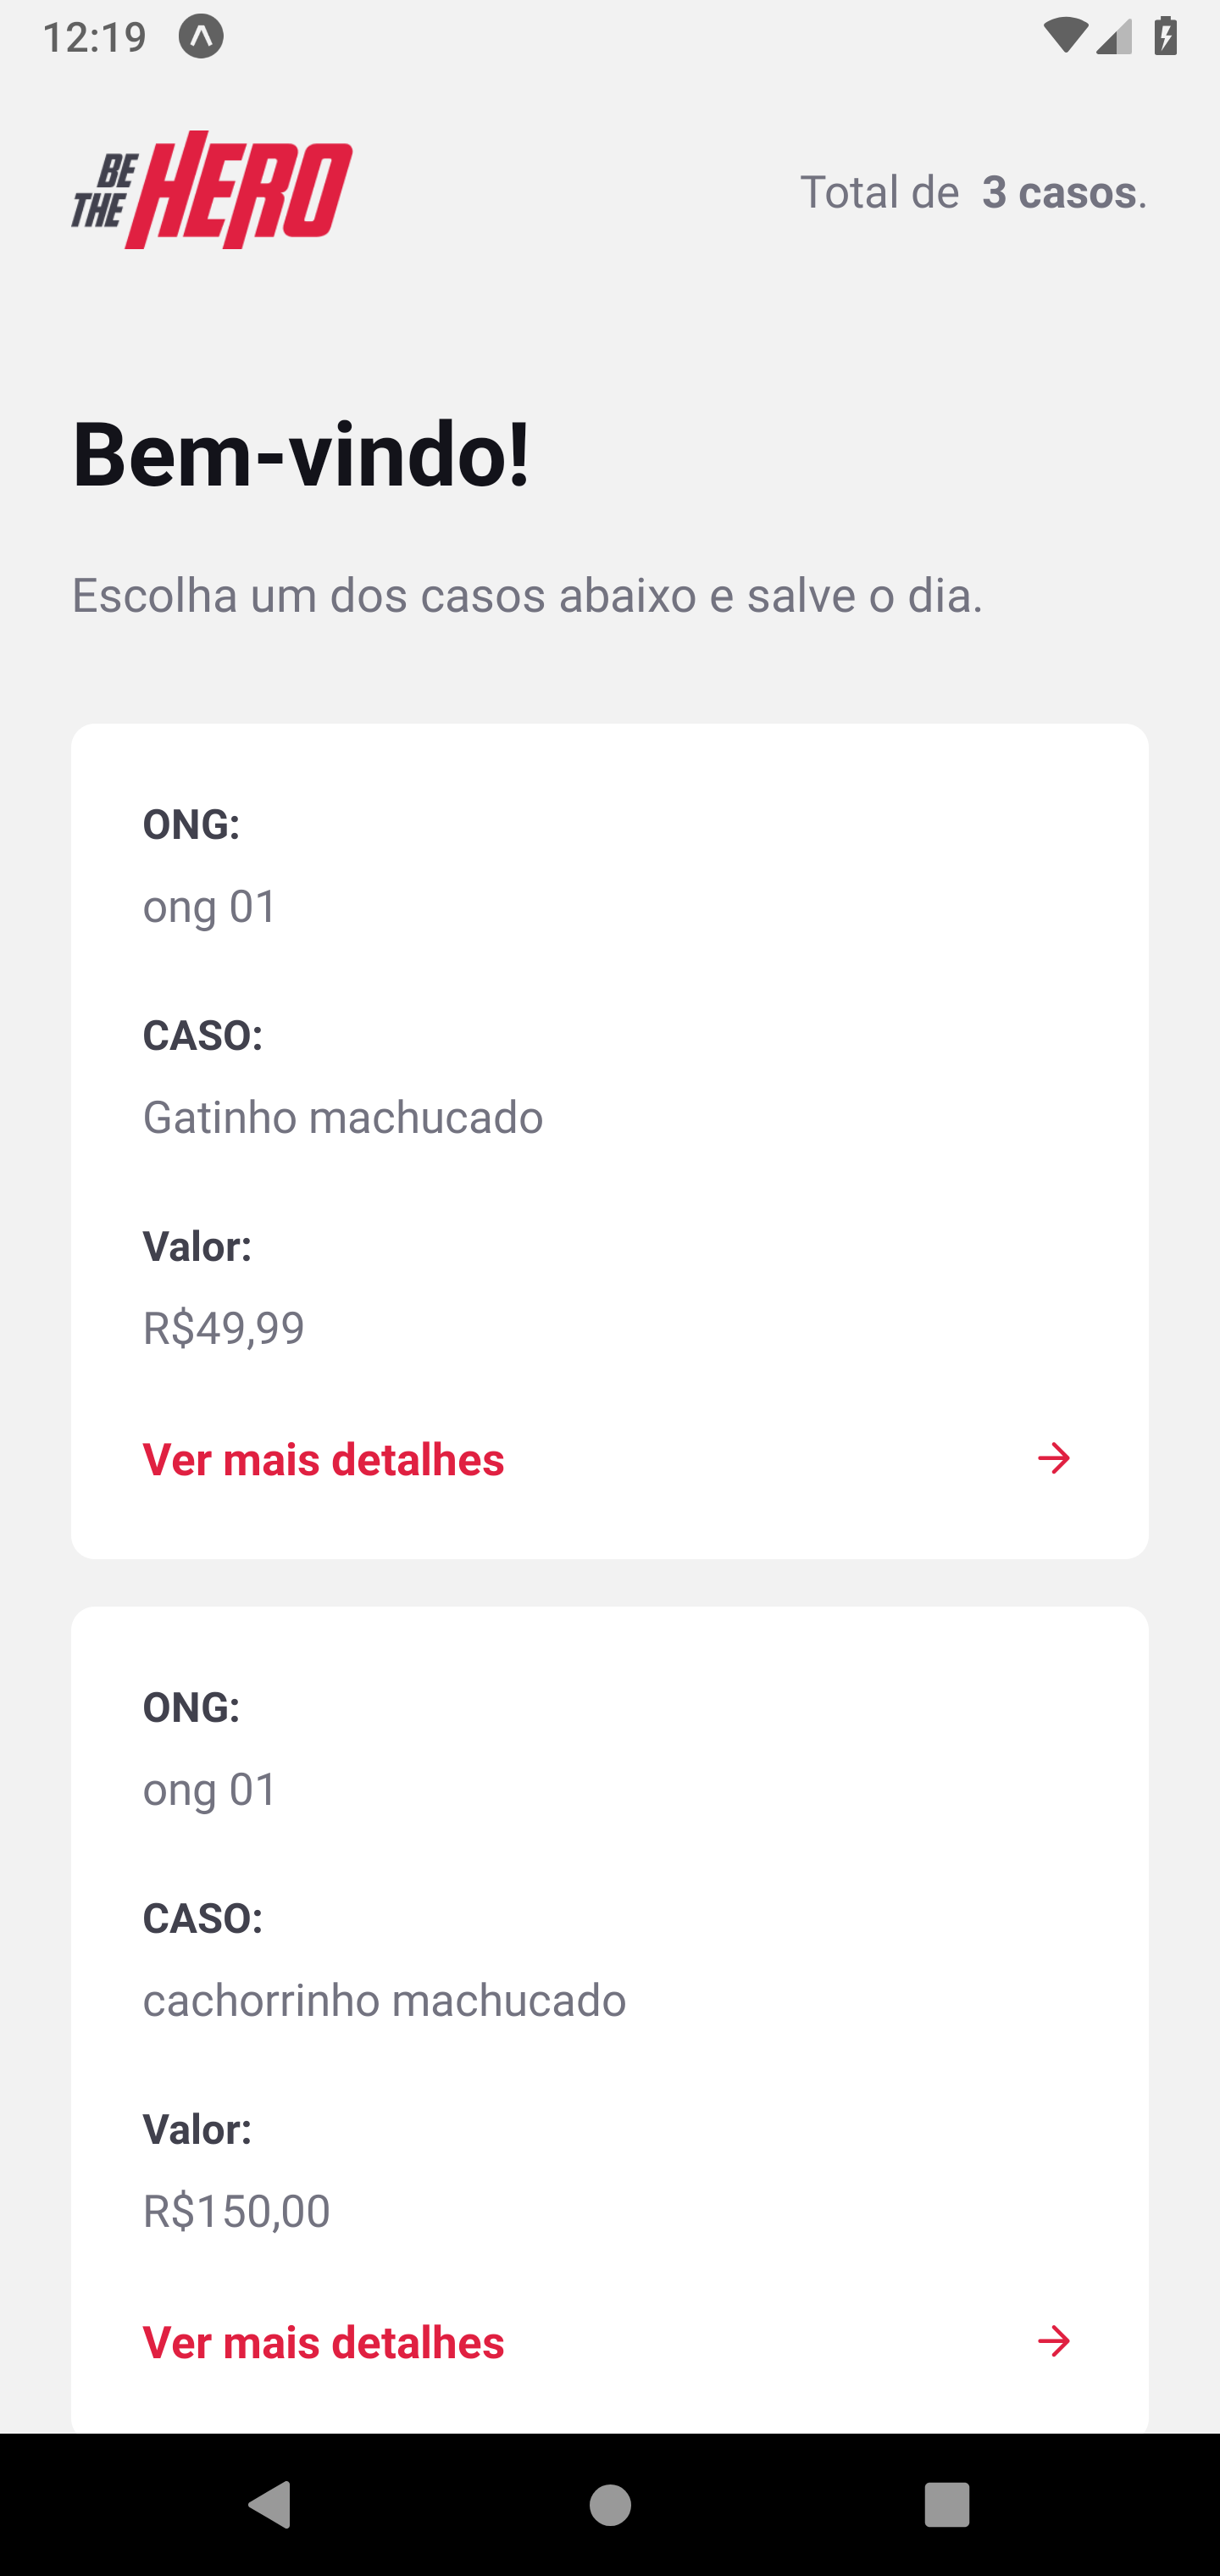 12:19
BE THE HERO
Total de 3 casos.
Bem-vindo!
Escolha um dos casos abaixo e salve o dia.
ONG:
ong 01
CASO:
Gatinho machucado
Valor:
R$49,99
Ver mais detalhes
ONG:
ong 01
CASO:
cachorrinho machucado
Valor:
R$150,00
Ver mais detalhes